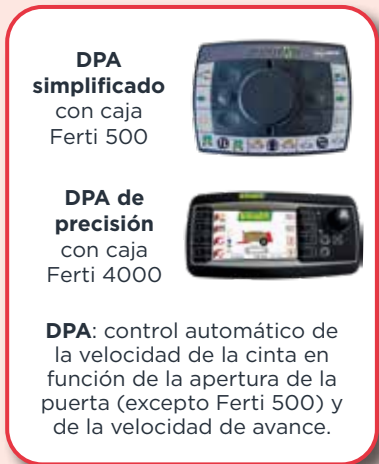 DPA
simplificado
con caja
Ferti 500
DPA de
precisión
con caja
Ferti 4000
DPA: control automático de
la velocidad de la cinta en
función de la apertura de la
puerta (excepto Ferti 500) y
de la velocidad de avance.